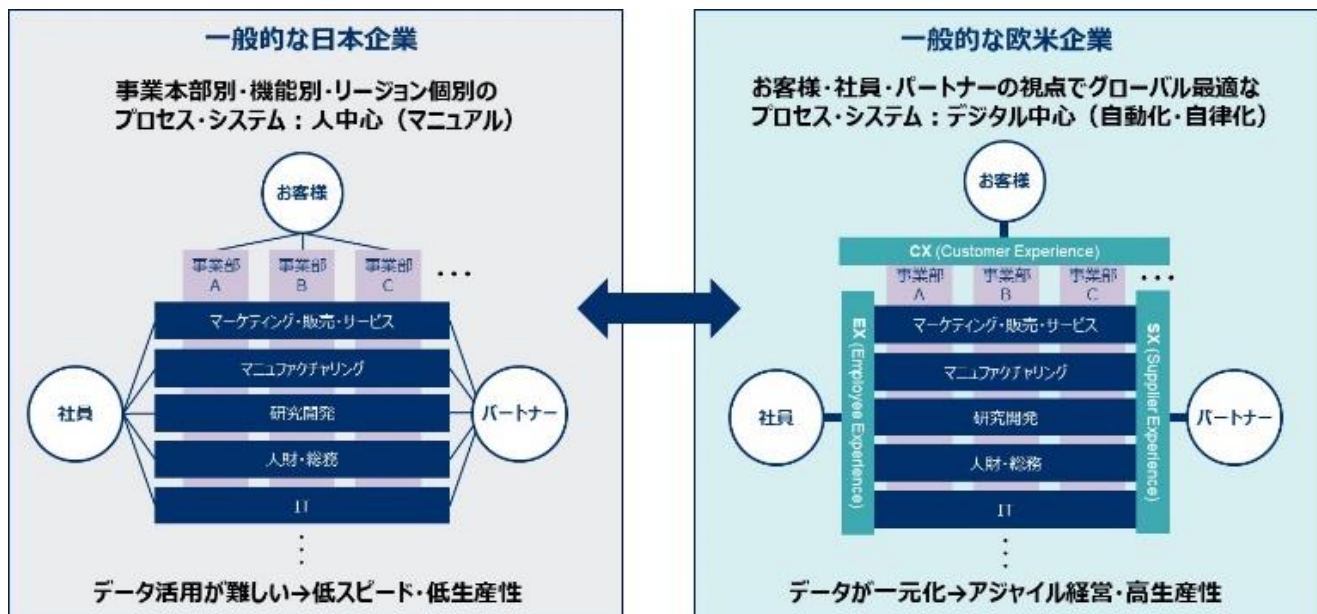 一般的な日本企業
事業本部別・機能別・リージョン個別の
プロセス・システム：人中心（マニュアル）
お客様
事業部
A
事業部
B
事業部
C
・・・
マーケティング・販売・サービス
マニュファクチャリング
研究開発
人財・総務
IT
社員
パートナー
データ活用が難しい→低スピード・低生産性
一般的な欧米企業
お客様・社員・パートナーの視点でグローバル最適な
プロセス・システム：デジタル中心（自動化・自律化）
お客様
CX (Customer Experience)
事業部
A
事業部
B
事業部
C
・・・
EX (Employee Experience)
マーケティング・販売・サービス
マニュファクチャリング
研究開発
人財・総務
IT
SX (Supplier Experience)
社員
パートナー
データが一元化→アジャイル経営・高生産性